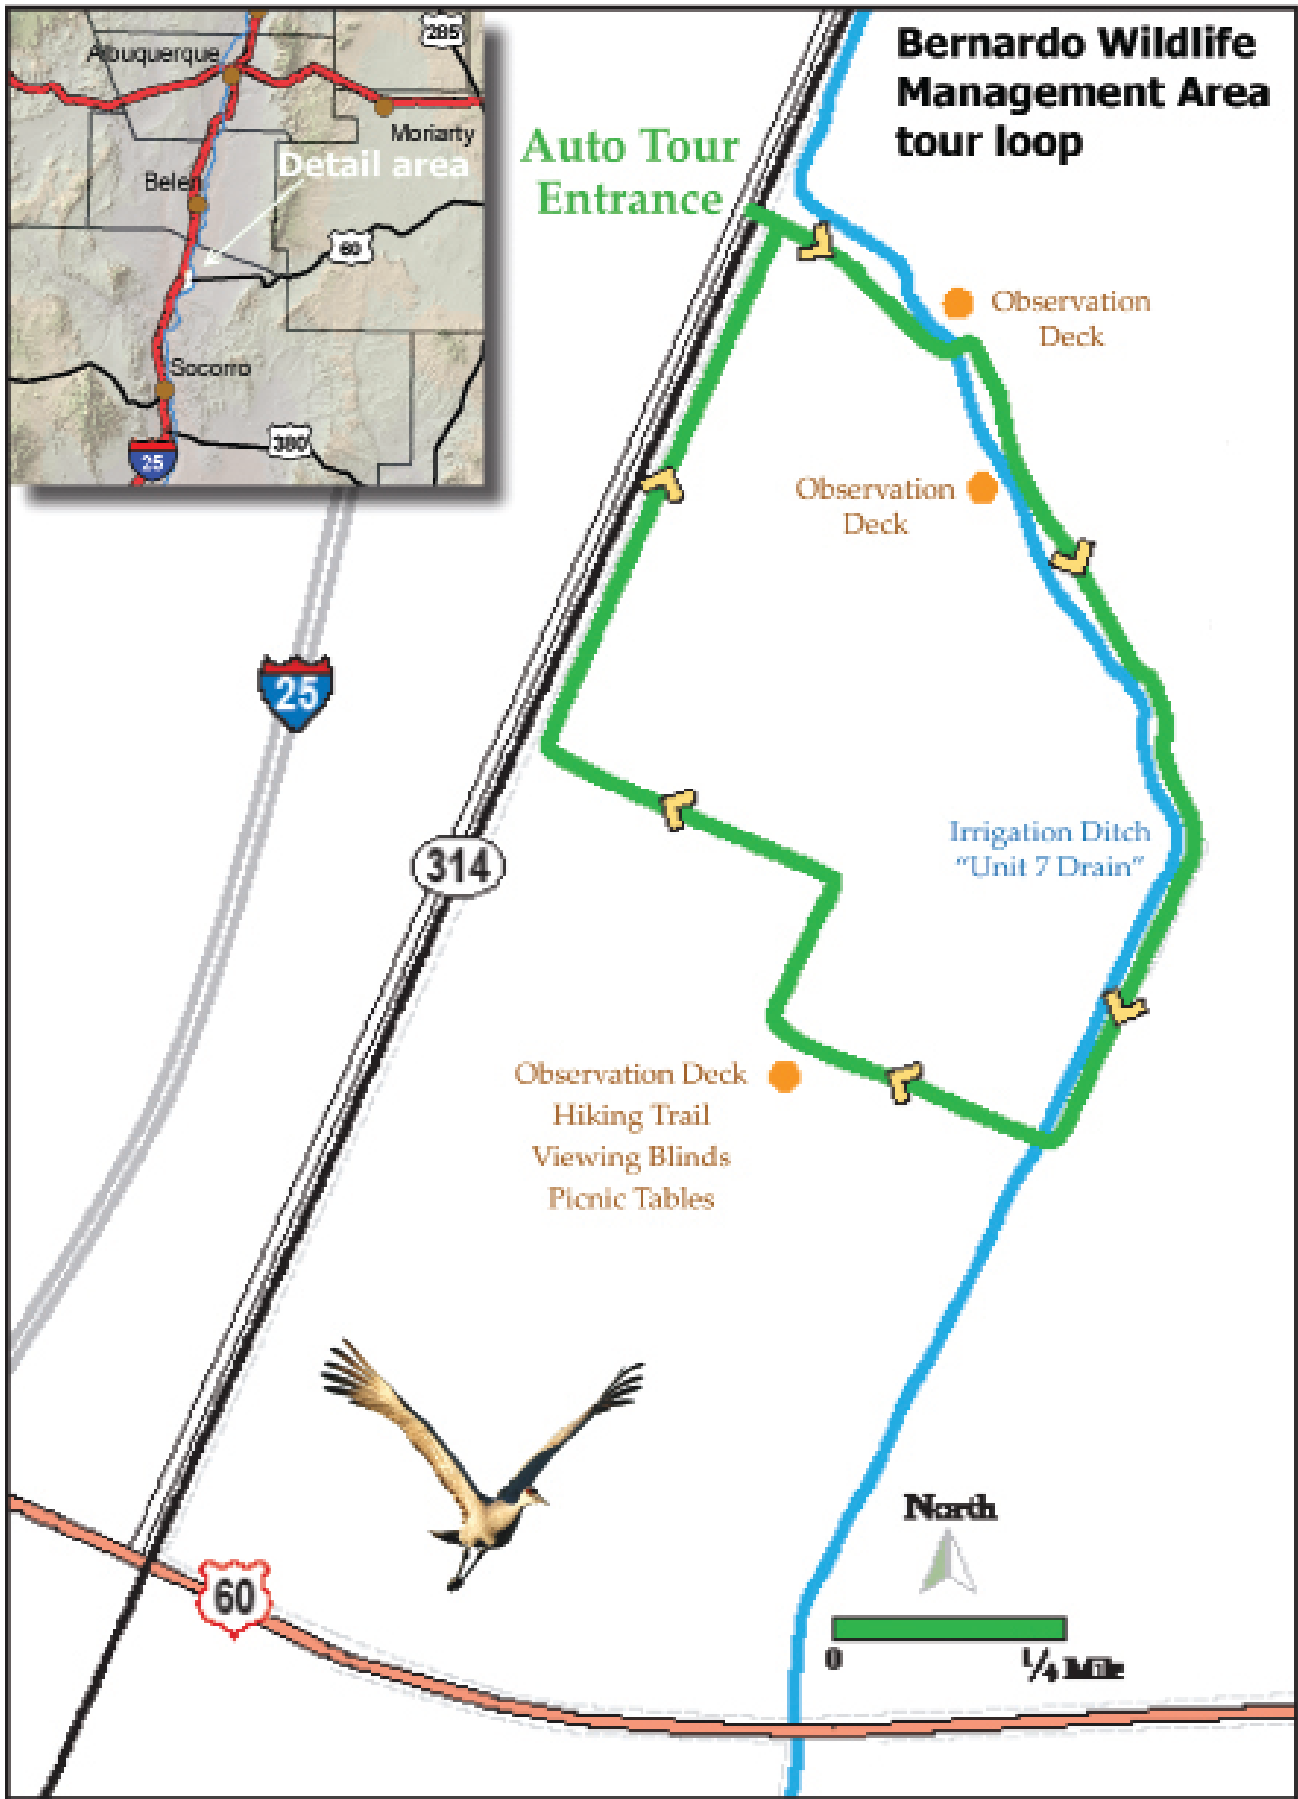 Bernardo Wildlife
Management Area
tour loop
Albuquerque
285
Moriarty
Detail area
Belen
60
Socorro
380
25
Auto Tour
Entrance
Observation
Deck
Observation
Deck
25
314
Irrigation Ditch
“Unit 7 Drain”
Observation Deck
Hiking Trail
Viewing Blinds
Picnic Tables
North
60
0
1/4 Mile